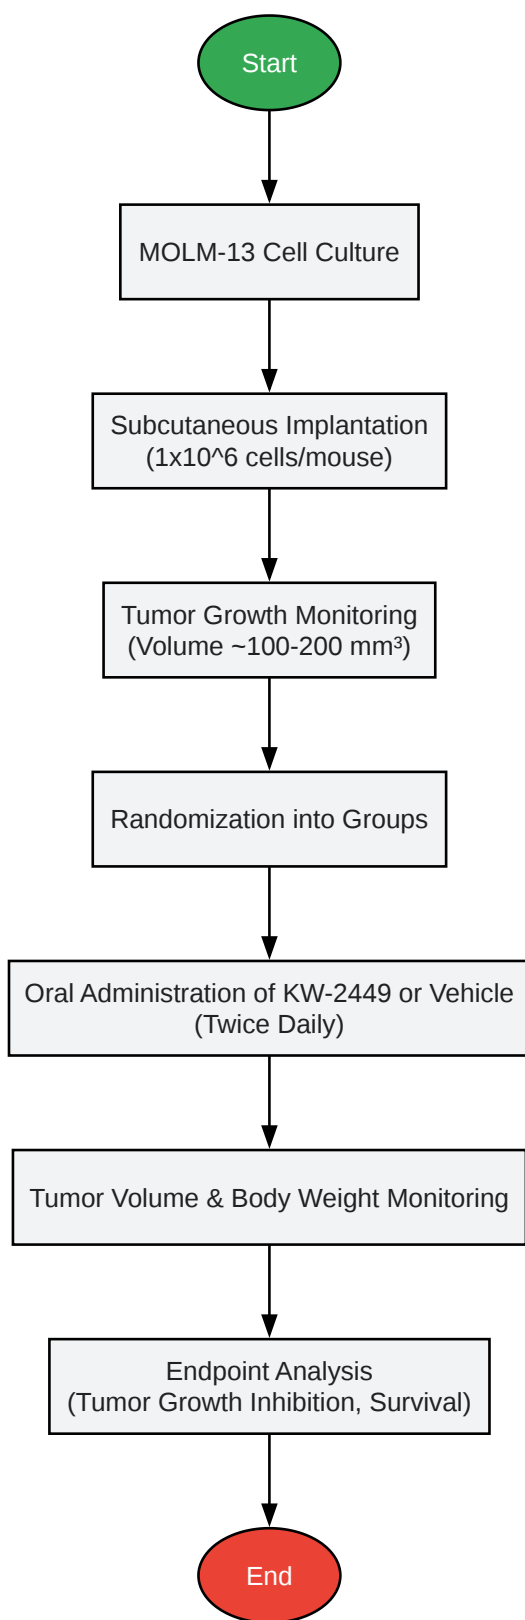 Start
MOLM-13 Cell Culture
Subcutaneous Implantation
(1x10^6 cells/mouse)
Tumor Growth Monitoring
(Volume ~100-200 mm³)
Randomization into Groups
Oral Administration of KW-2449 or Vehicle
(Twice Daily)
Tumor Volume & Body Weight Monitoring
Endpoint Analysis
(Tumor Growth Inhibition, Survival)
End